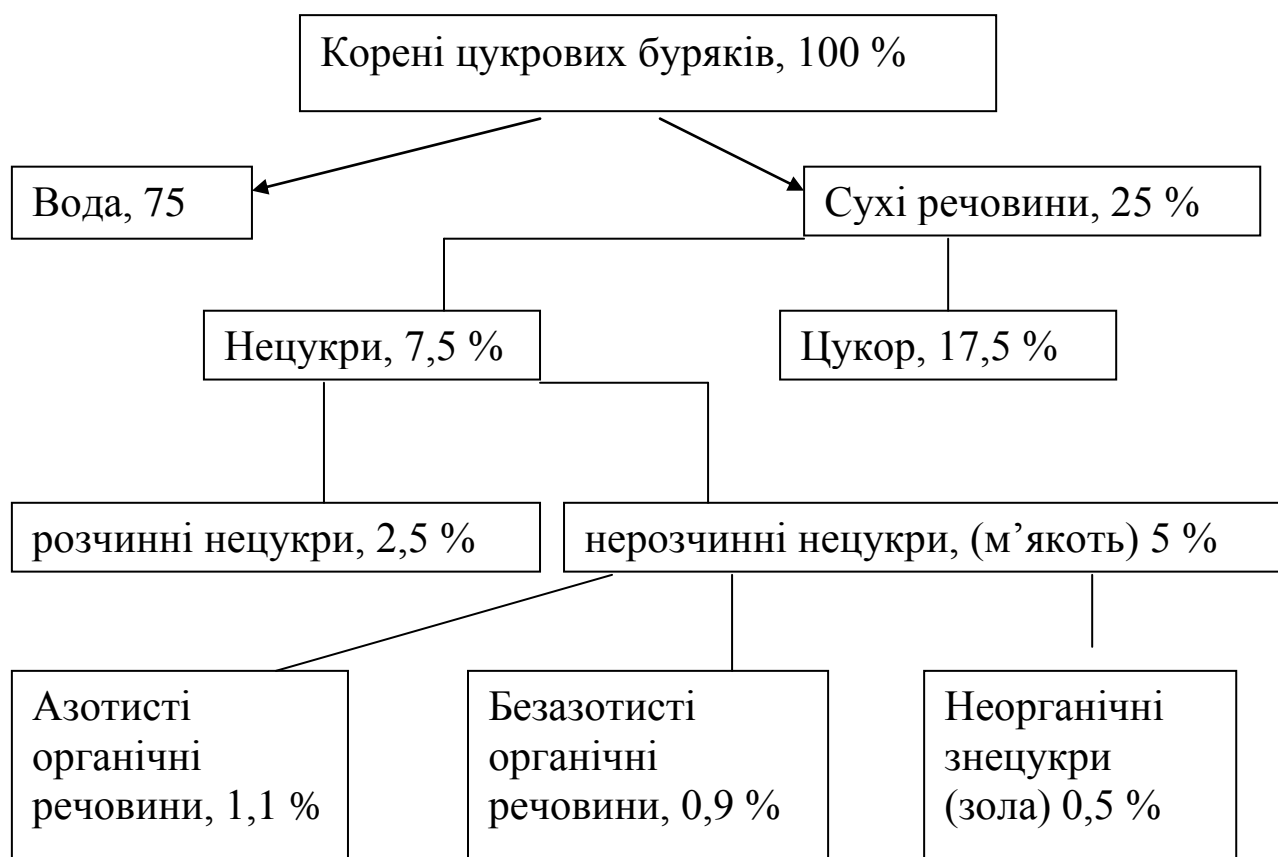 Корені цукрових буряків, 100 %
Вода, 75
Сухі речовини, 25 %
Нецукри, 7,5 %
Цукор, 17,5 %
розчинні нецукри, 2,5 %
нерозчинні нецукри, (м’якоть) 5 %
Азотисті
органічні
речовини, 1,1 %
Безазотисті
органічні
речовини, 0,9 %
Неорганічні
знецукри
(зола) 0,5 %